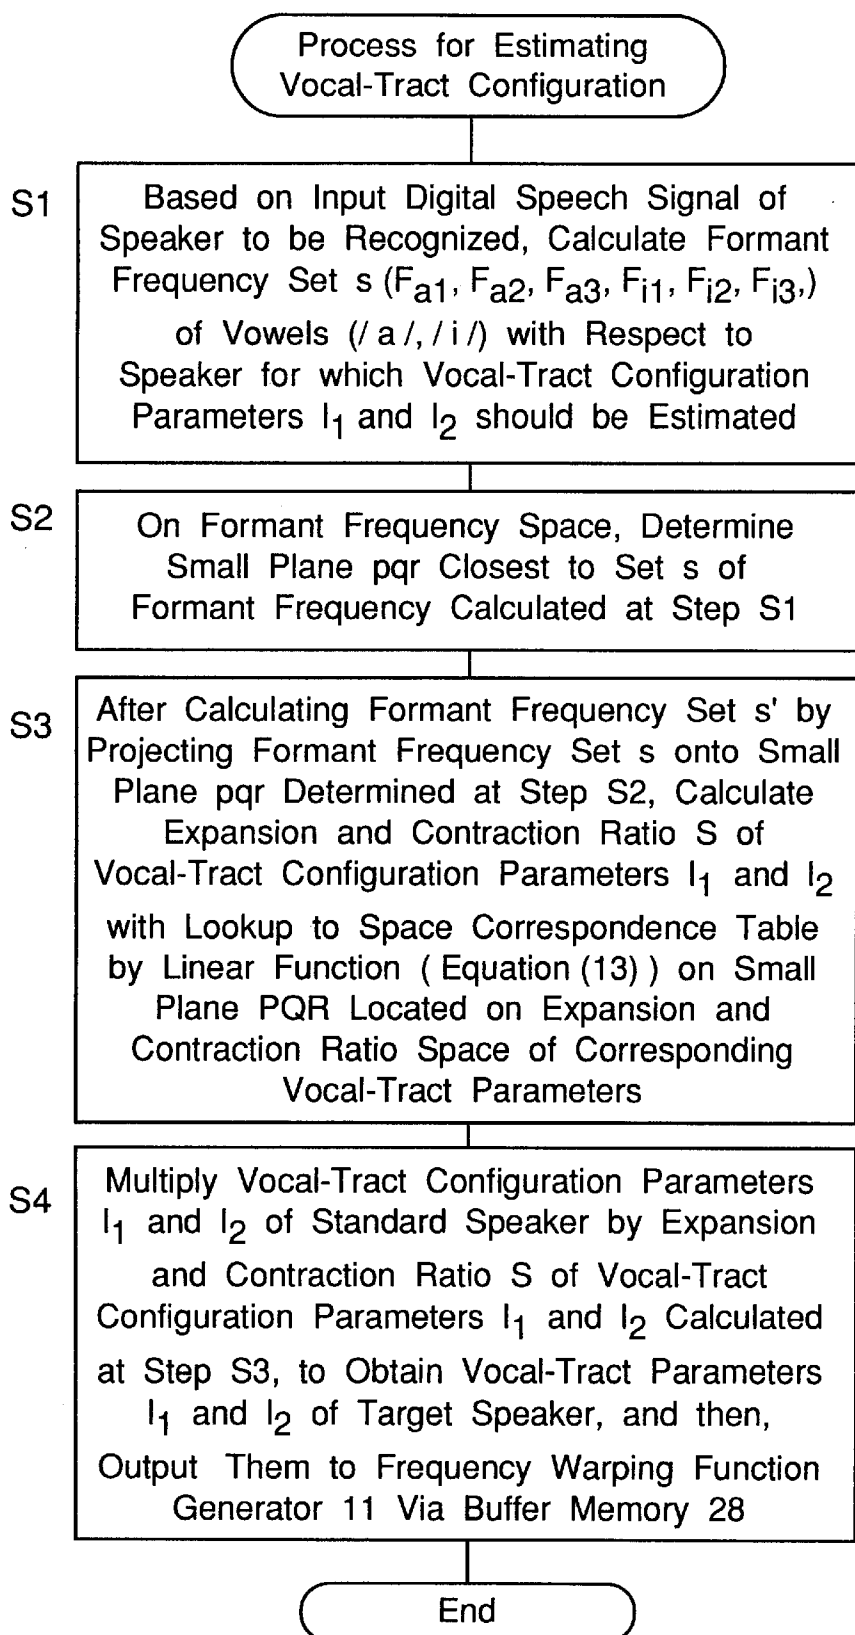 Process for Estimating
Vocal-Tract Configuration
S1
Based on Input Digital Speech Signal of
Speaker to be Recognized, Calculate Formant
Frequency Set s (Fa1, Fa2, Fa3, Fi1, Fi2, Fi3,)
of Vowels (/ a /, / i /) with Respect to
Speaker for which Vocal-Tract Configuration
Parameters l1 and l2 should be Estimated
S2
On Formant Frequency Space, Determine
Small Plane pqr Closest to Set s of
Formant Frequency Calculated at Step S1
S3
After Calculating Formant Frequency Set s' by
Projecting Formant Frequency Set s onto Small
Plane pqr Determined at Step S2, Calculate
Expansion and Contraction Ratio S of
Vocal-Tract Configuration Parameters l1 and l2
with Lookup to Space Correspondence Table
by Linear Function ( Equation (13) ) on Small
Plane PQR Located on Expansion and
Contraction Ratio Space of Corresponding
Vocal-Tract Parameters
S4
Multiply Vocal-Tract Configuration Parameters
l1 and l2 of Standard Speaker by Expansion
and Contraction Ratio S of Vocal-Tract
Configuration Parameters l1 and l2 Calculated
at Step S3, to Obtain Vocal-Tract Parameters
l1 and l2 of Target Speaker, and then,
Output Them to Frequency Warping Function
Generator 11 Via Buffer Memory 28
End